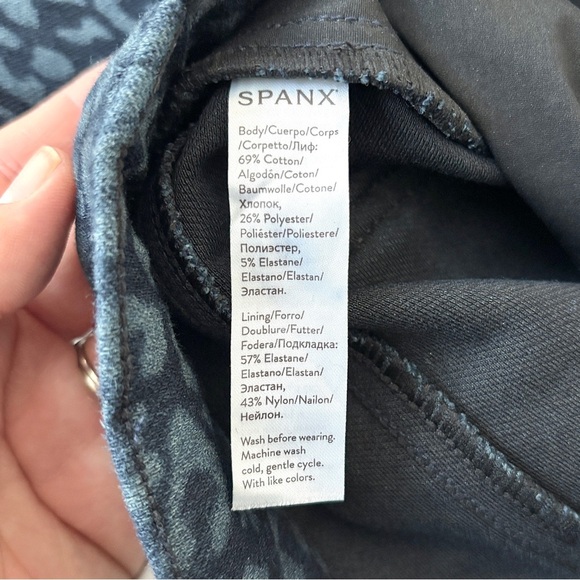 SPANX
Body/Cuerpo/Corps
/Corpetto/Лиф:
69% Cotton/
Algodón/Coton/
Baumwolle/Cotone/
Хлопок,
26% Polyester/
Poliéster/Poliestere/
Полиэстер,
5% Elastane/
Elastano/Elastan/
Эластан.
Lining/Forro/
Doublure/Futter/
Fodera/Подкладка:
57% Elastane/
Elastano/Elastan/
Эластан,
43% Nylon/Nailon/
Нейлон.
Wash before wearing.
Machine wash
cold, gentle cycle.
With like colors.